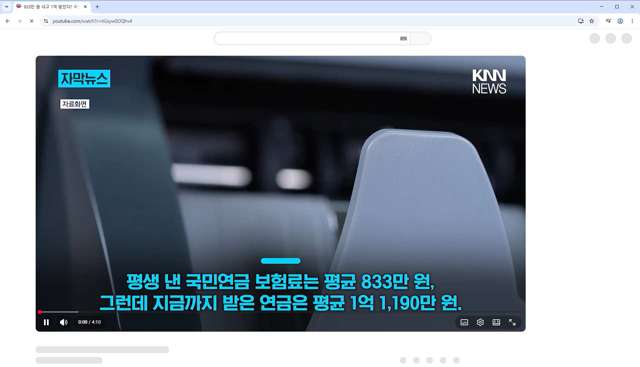 자막뉴스
KNN
NEWS
자료화면
평생 낸 국민연금 보험료는 평균 833만 원,
그런데 지금까지 받은 연금은 평균 1억 1,190만 원.
4:10